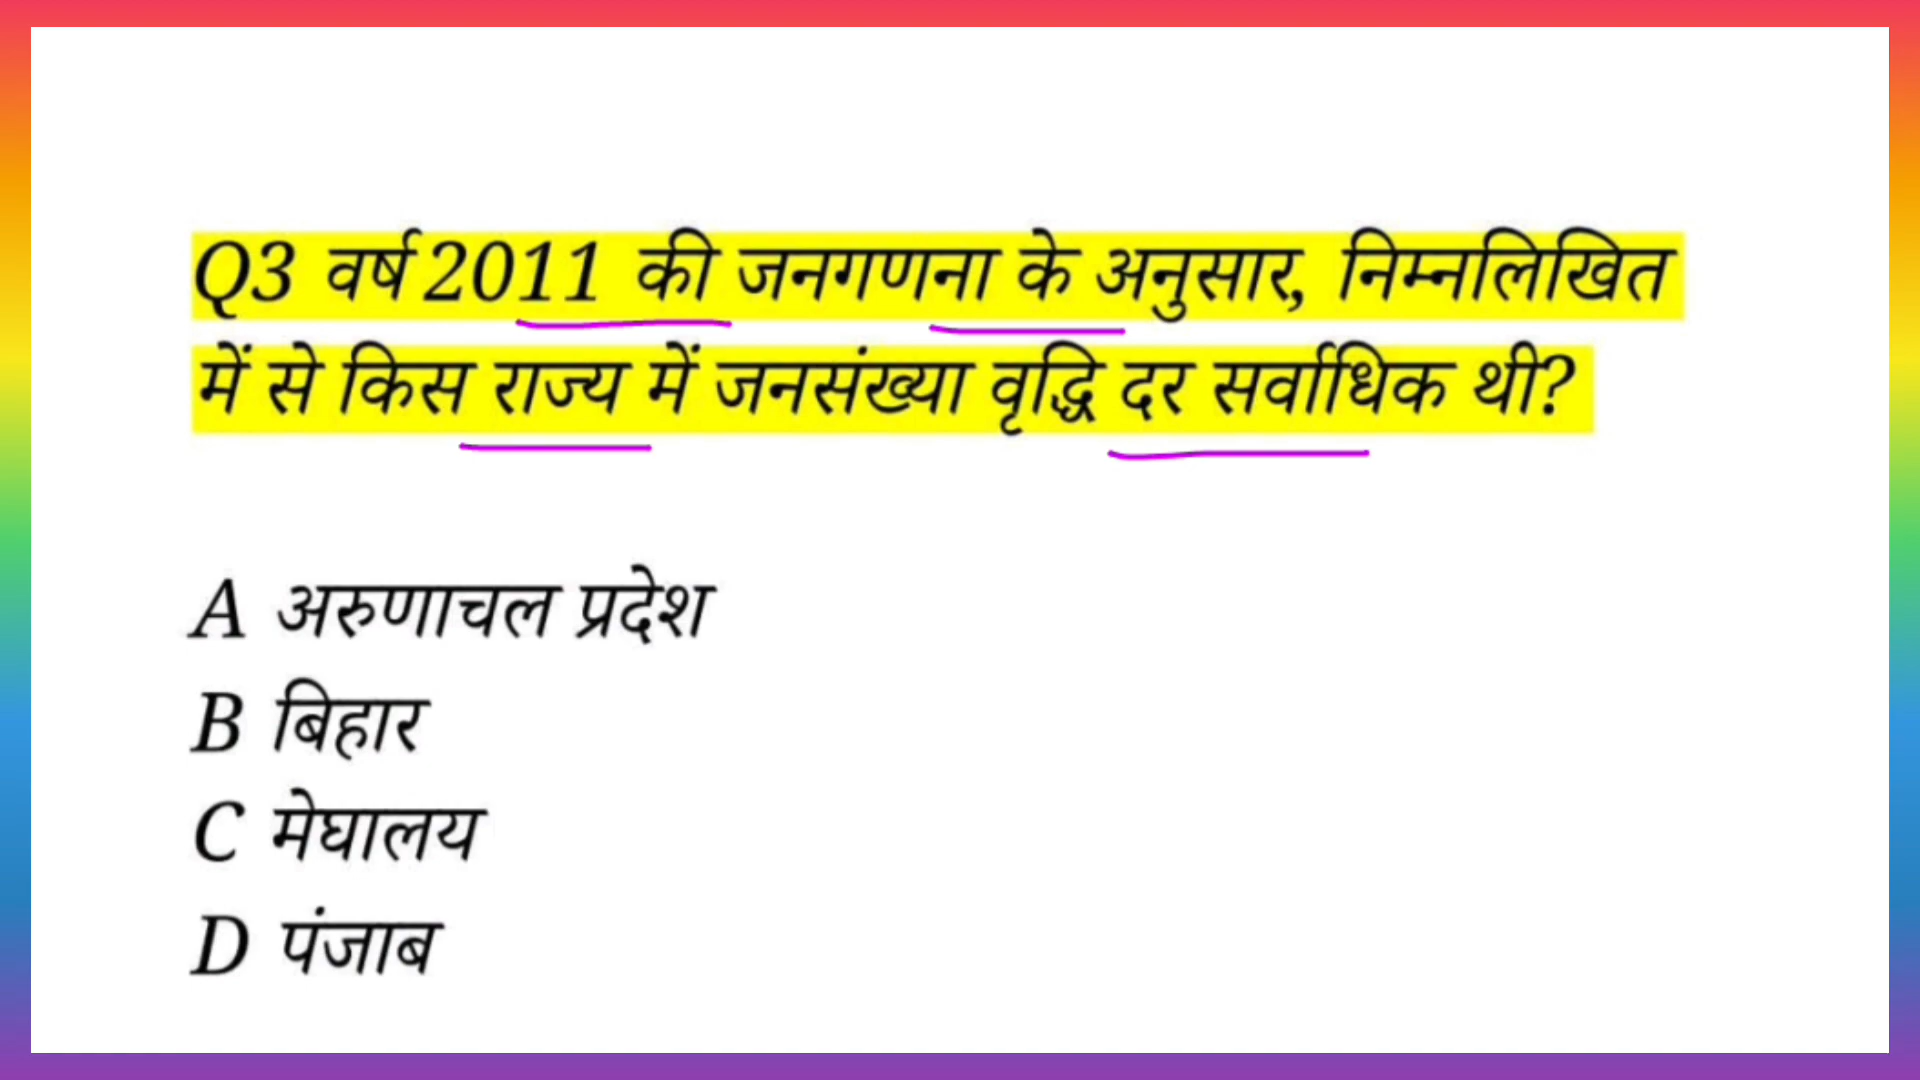 Q3 वर्ष 2011 की जनगणना के अनुसार, निम्नलिखित
में से किस राज्य में जनसंख्या वृद्धि दर सर्वाधिक थी?
A अरुणाचल प्रदेश
B बिहार
C मेघालय
D पंजाब